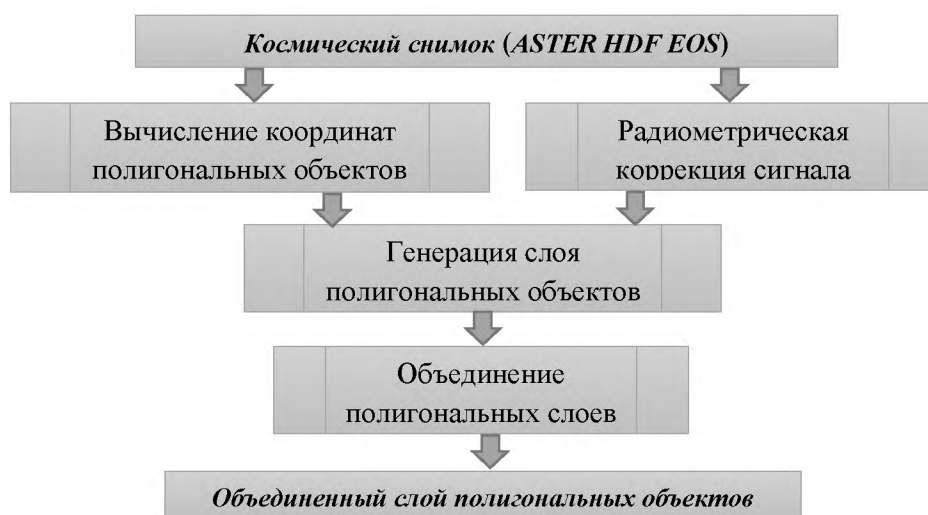 Космический снимок (ASTER HDF EOS)
Вычисление координат
полигональных объектов
Радиометрическая
коррекция сигнала
Генерация слоя
полигональных объектов
Объединение
полигональных слоев
Объединенный слой полигональных объектов